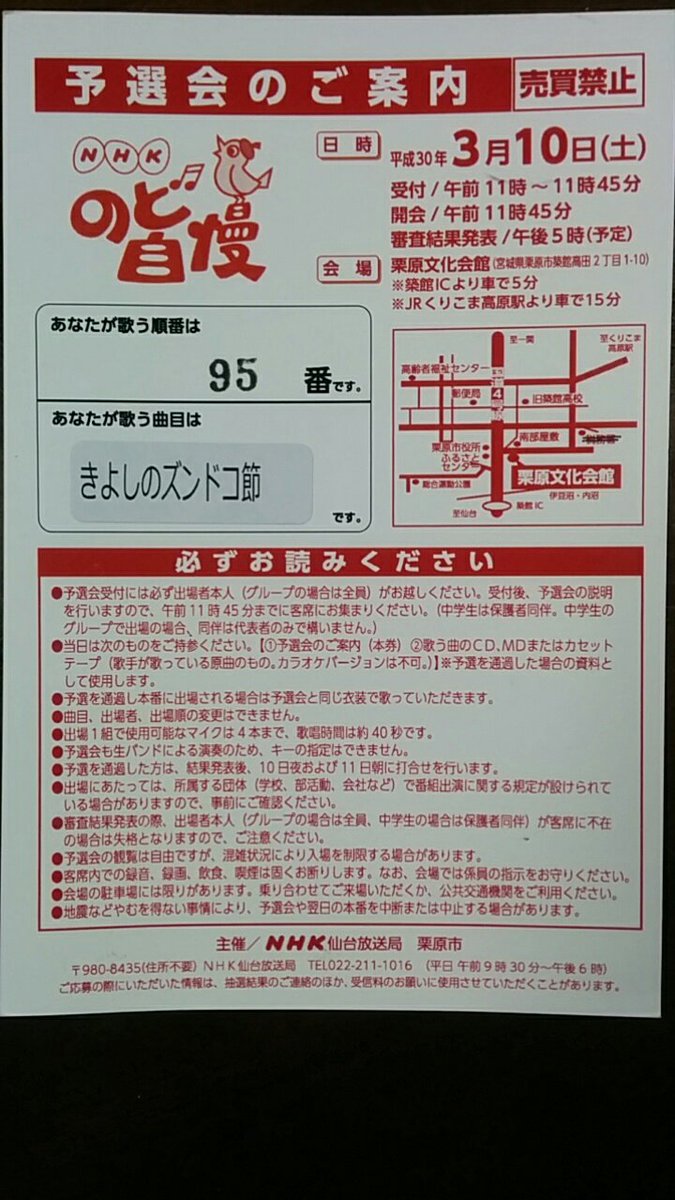 予選会のご案内
売買禁止
NHK
のど自慢
日時
平成30年 3月10日(土)
受付/午前11時～11時45分
開会/午前11時45分
審査結果発表/午後5時(予定)
会場
栗原文化会館(宮城県栗原市築館高田2丁目1-10)
※築館ICより車で5分
※JRくりこま高原駅より車で15分
あなたが歌う順番は
95 番です。
あなたが歌う曲目は
きよしのズンドコ節
です。
至一関
至くりこま
高原駅
高齢者福祉センター
郵便局
4
旧築館高校
南部屋敷
栗原市役所
ふるさと
センター
栗原文化会館
総合運動公園
伊豆沼・内沼
築館IC
至仙台
必ずお読みください
●予選会受付には必ず出場者本人(グループの場合は全員)がお越しください。受付後、予選会の説明
を行いますので、午前11時45分までに客席にお集まりください。(中学生は保護者同伴。中学生の
グループで出場の場合、同伴は代表者のみで構いません。)
●当日は次のものをご持参ください。【①予選会のご案内(本券)②歌う曲のCD、MDまたはカセット
テープ(歌手が歌っている原曲のもの。カラオケバージョンは不可。)】※予選を通過した場合の資料と
して使用します。
●予選を通過し本番に出場される場合は予選会と同じ衣装で歌っていただきます。
●曲目、出場者、出場順の変更はできません。
●出場1組で使用可能なマイクは4本まで、歌唱時間は約40秒です。
●予選会も生バンドによる演奏のため、キーの指定はできません。
●予選を通過した方は、結果発表後、10日夜および11日朝に打合せを行います。
●出場にあたっては、所属する団体(学校、部活動、会社など)で番組出演に関する規定が設けられて
いる場合がありますので、事前にご確認ください。
●審査結果発表の際、出場者本人(グループの場合は全員、中学生の場合は保護者同伴)が客席に不在
の場合は失格となりますので、ご注意ください。
●予選会の観覧は自由ですが、混雑状況により入場を制限する場合があります。
●客席内での録音、録画、飲食、喫煙は固くお断りします。なお、会場では係員の指示をお守りください。
●会場の駐車場には限りがあります。乗り合わせてご来場いただくか、公共交通機関をご利用ください。
●地震などやむを得ない事情により、予選会や翌日の本番を中断または中止する場合があります。
主催/NHK仙台放送局 栗原市
〒980-8435(住所不要) NHK仙台放送局 TEL022-211-1016 (平日 午前9時30分～午後6時)
ご応募の際にいただいた情報は、抽選結果のご連絡のほか、受信料のお願いに使用させていただくことがあります。